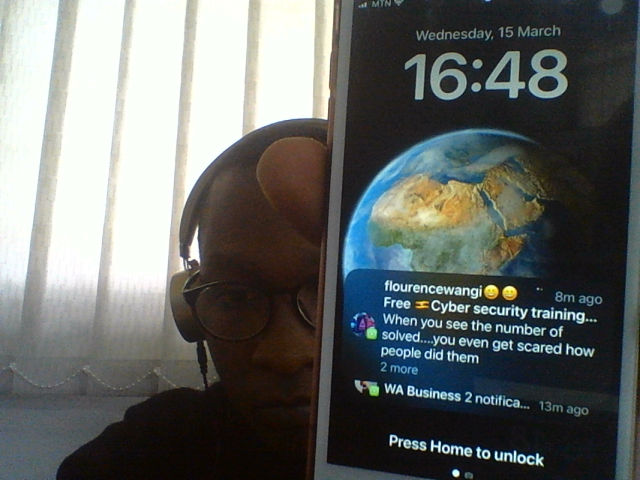 MTN
Wednesday, 15 March
16:48
flourencewangi😊😊
8m ago
Free Cyber security training...
When you see the number of
solved....you even get scared how
people did them
2 more
WA Business 2 notifica...
13m ago
Press Home to unlock